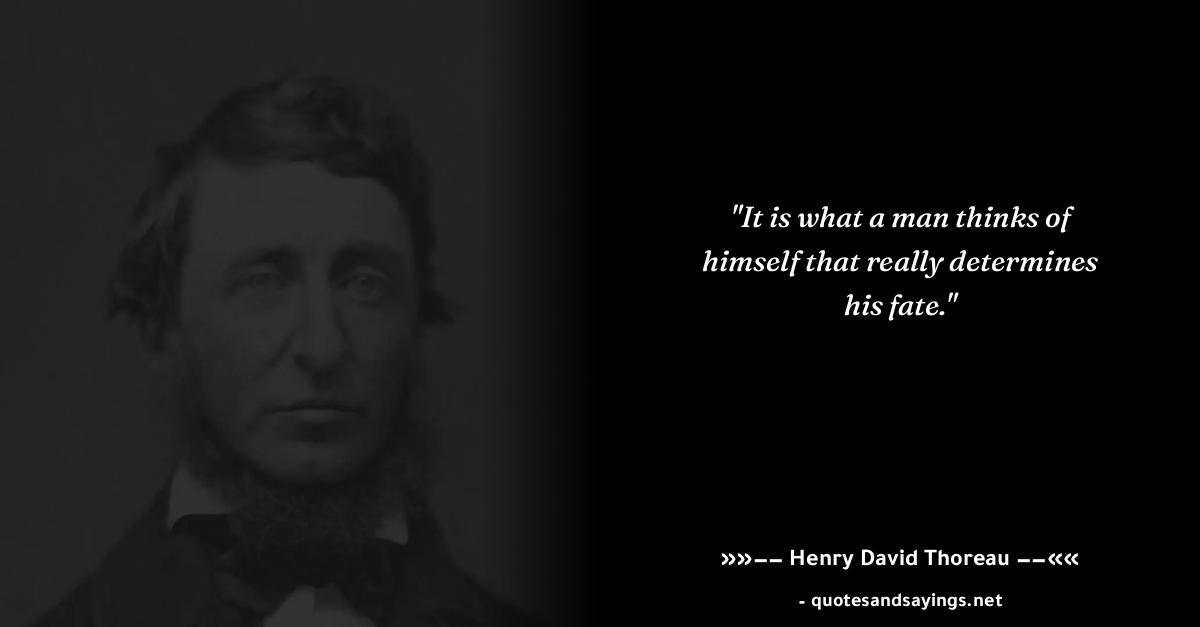 "It is what a man thinks of
himself that really determines
his fate."
»»−− Henry David Thoreau −−««
- quotesandsayings.net